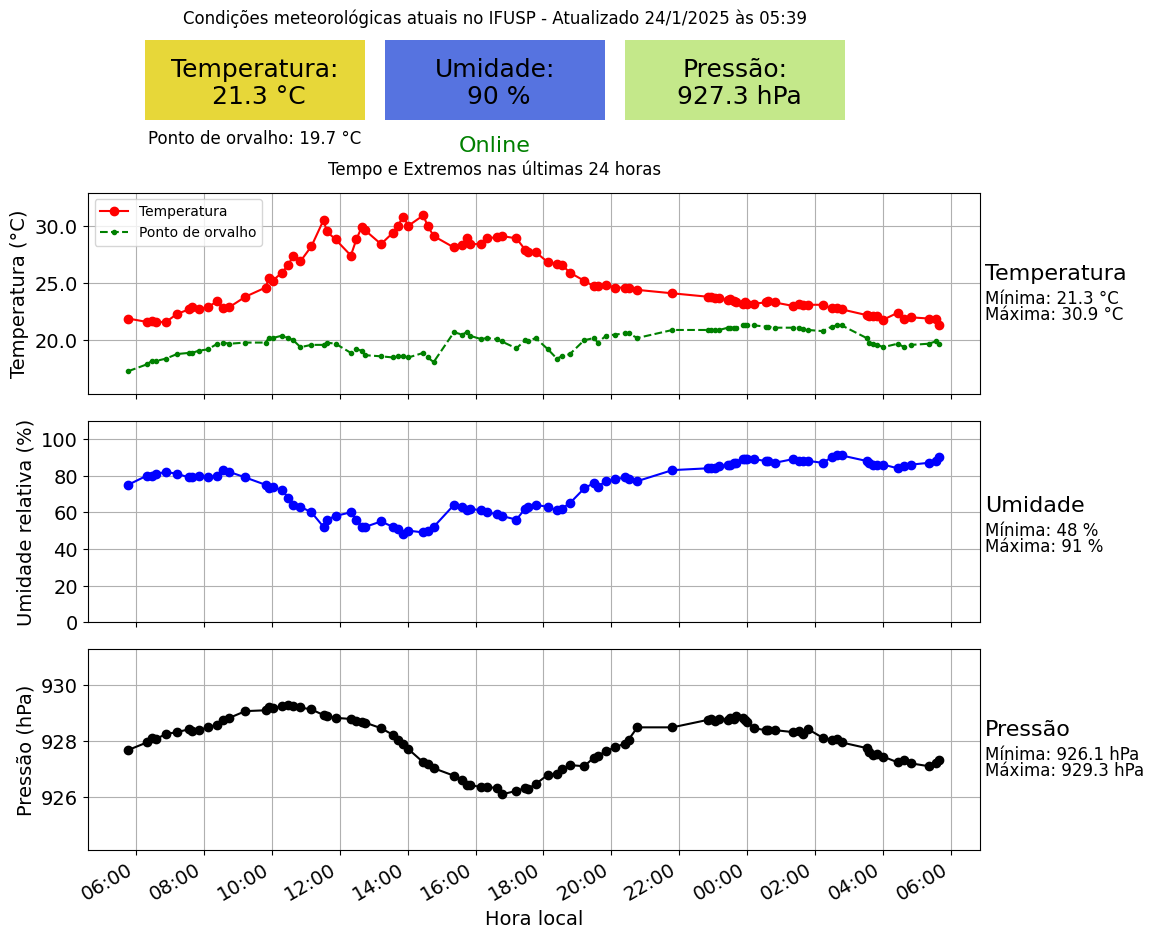 Condições meteorológicas atuais no IFUSP - Atualizado 24/1/2025 às 05:39
Temperatura:
21.3 °C
Umidade:
90 %
Pressão:
927.3 hPa
Ponto de orvalho: 19.7 °C
Online
Tempo e Extremos nas últimas 24 horas
Temperatura (°C)
30.0
25.0
20.0
Temperatura
Ponto de orvalho
Temperatura
Mínima: 21.3 °C
Máxima: 30.9 °C
Umidade relativa (%)
100
80
60
40
20
0
Umidade
Mínima: 48 %
Máxima: 91 %
Pressão (hPa)
930
928
926
Pressão
Mínima: 926.1 hPa
Máxima: 929.3 hPa
06:00 08:00 10:00 12:00 14:00 16:00 18:00 20:00 22:00 00:00 02:00 04:00 06:00
Hora local